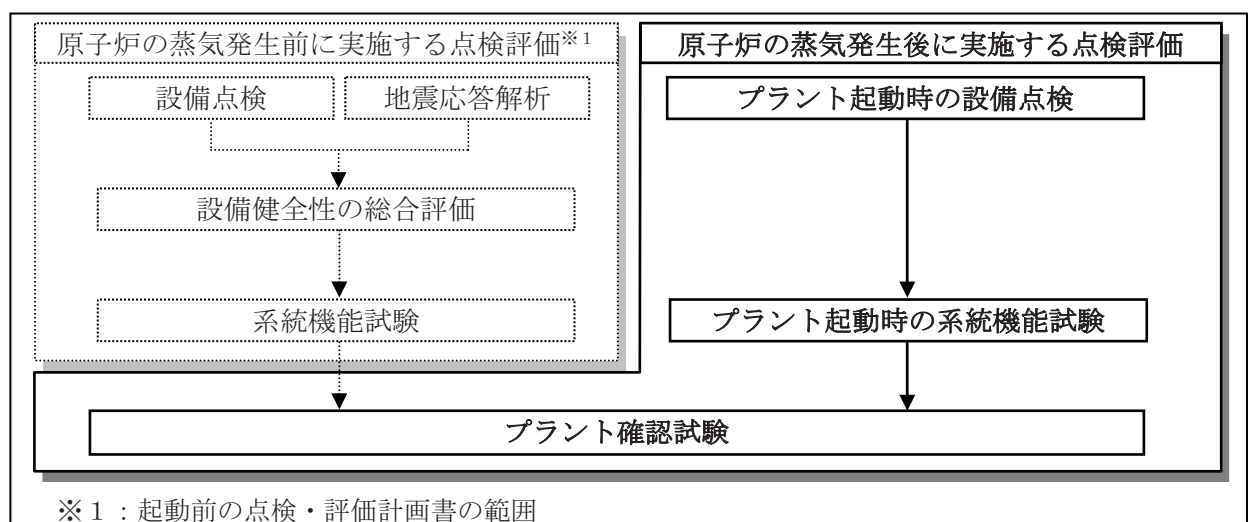 原子炉の蒸気発生前に実施する点検評価※1
設備点検
地震応答解析
設備健全性の総合評価
系統機能試験
原子炉の蒸気発生後に実施する点検評価
プラント起動時の設備点検
プラント起動時の系統機能試験
プラント確認試験
※１：起動前の点検・評価計画書の範囲